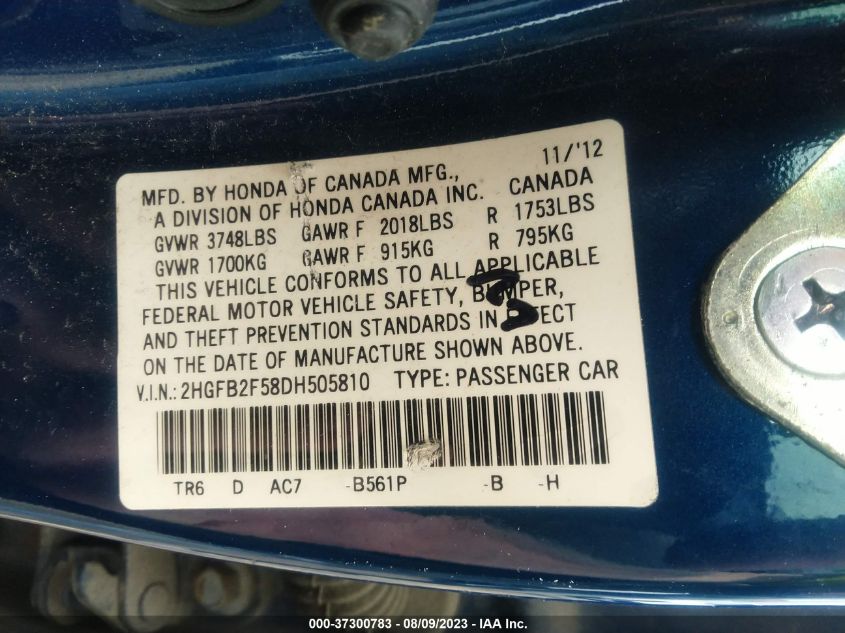 11/'12
MFD. BY HONDA OF CANADA MFG.,
A DIVISION OF HONDA CANADA INC. CANADA
GVWR 3748LBS GAWR F 2018LBS R 1753LBS
GVWR 1700KG GAWR F 915KG R 795KG
THIS VEHICLE CONFORMS TO ALL APPLICABLE
FEDERAL MOTOR VEHICLE SAFETY, BUMPER,
AND THEFT PREVENTION STANDARDS IN EFFECT
ON THE DATE OF MANUFACTURE SHOWN ABOVE.
V.I.N.: 2HGFB2F58DH505810 TYPE: PASSENGER CAR
TR6 D AC7 -B561P -B -H
000-37300783 - 08/09/2023 - IAA Inc.